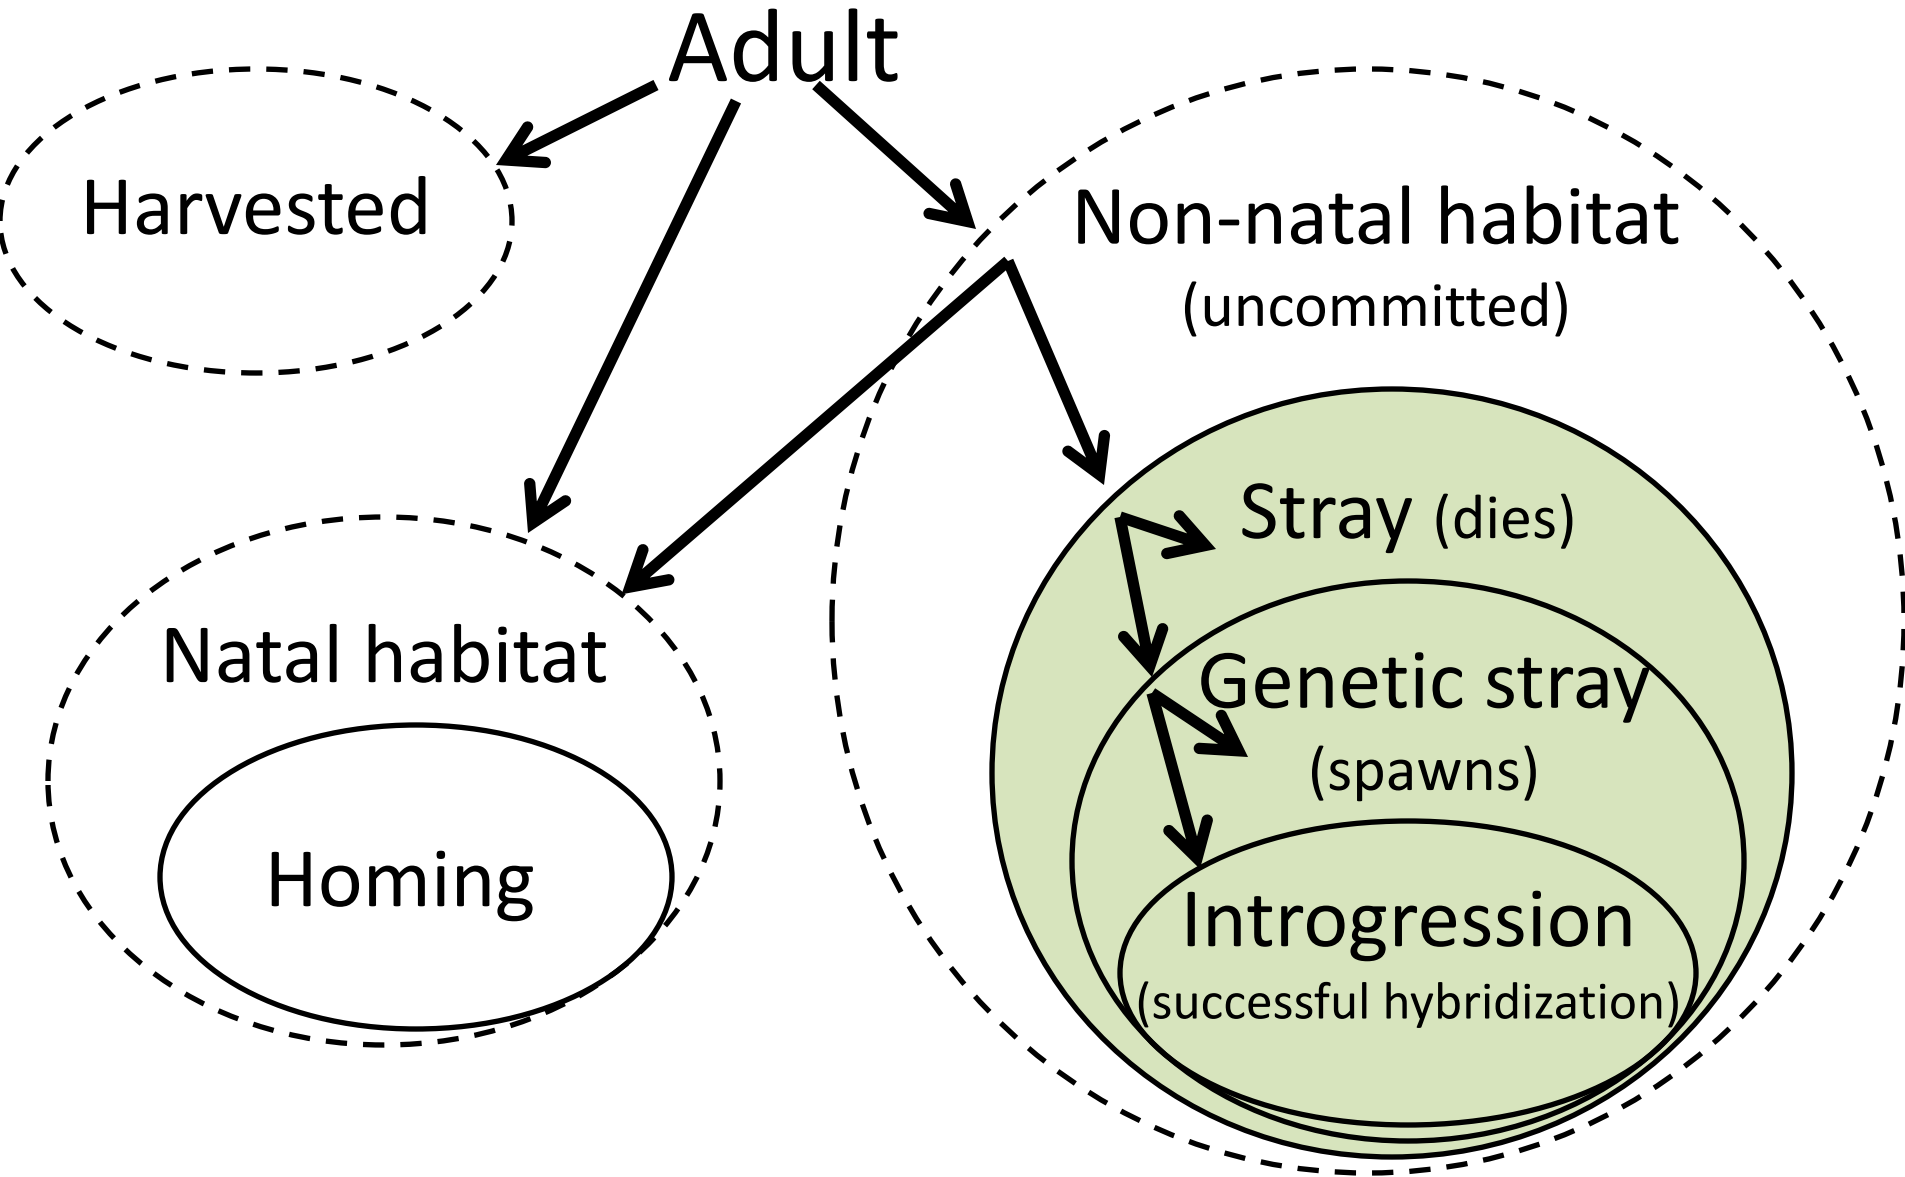 Adult
Harvested
Non-natal habitat
(uncommitted)
Stray (dies)
Natal habitat
Genetic stray
(spawns)
Homing
Introgression
(successful hybridization)